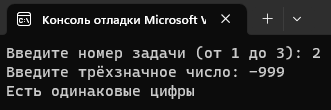 Консоль отладки Microsoft V
Введите номер задачи (от 1 до 3): 2
Введите трёхзначное число: -999
Есть одинаковые цифры